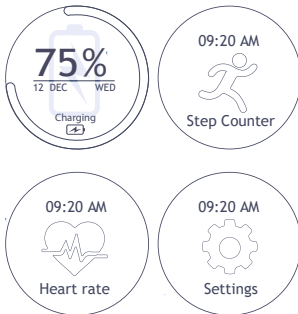 75%
12 DEC WED
Charging
09:20 AM
Step Counter
09:20 AM
Heart rate
09:20 AM
Settings